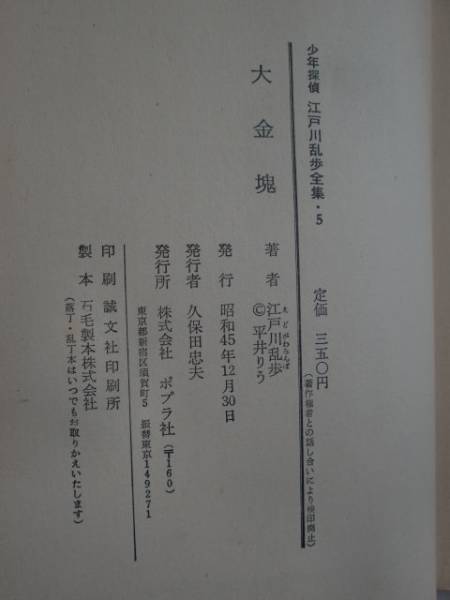 少年探偵 江戸川乱歩全集・5
定価 三五〇円
(著作権者との話し合いにより検印廃止)
大金塊
著者 江戸川乱歩
えどがわらんぽ
© 平井りう
発行 昭和45年12月30日
発行者 久保田忠夫
発行所 株式会社 ポプラ社(〒160)
東京都新宿区須賀町5 振替東京149271
印刷 誠文社印刷所
製本 石毛製本株式会社
(落丁・乱丁本はいつでもお取りかえいたします)